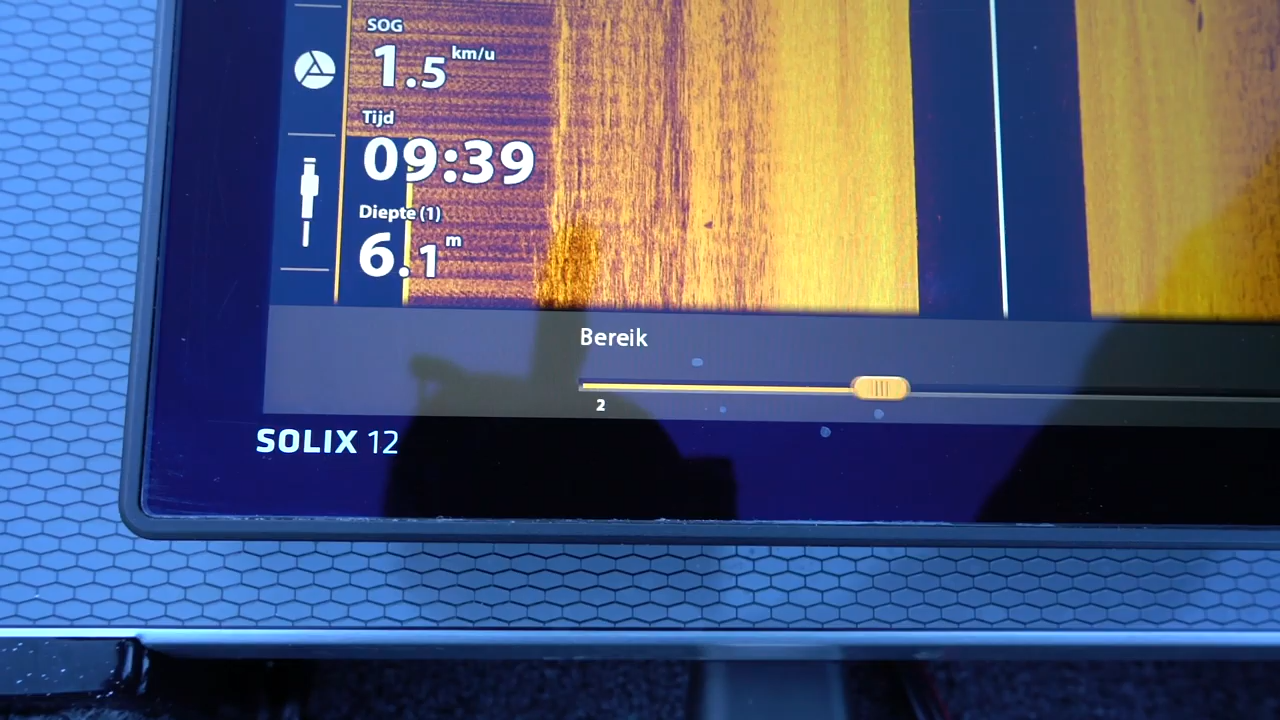 SOG
1.5 km/u
Tijd
09:39
Diepte (1)
6.1 m
Bereik
2
SOLIX 12